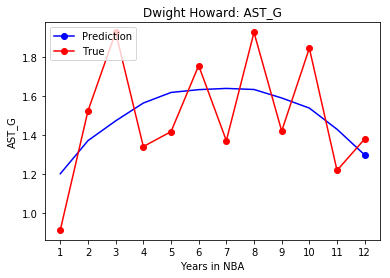 Dwight Howard: AST_G
Prediction
True
1.8
1.6
1.4
1.2
1.0
AST_G
1 2 3 4 5 6 7 8 9 10 11 12
Years in NBA